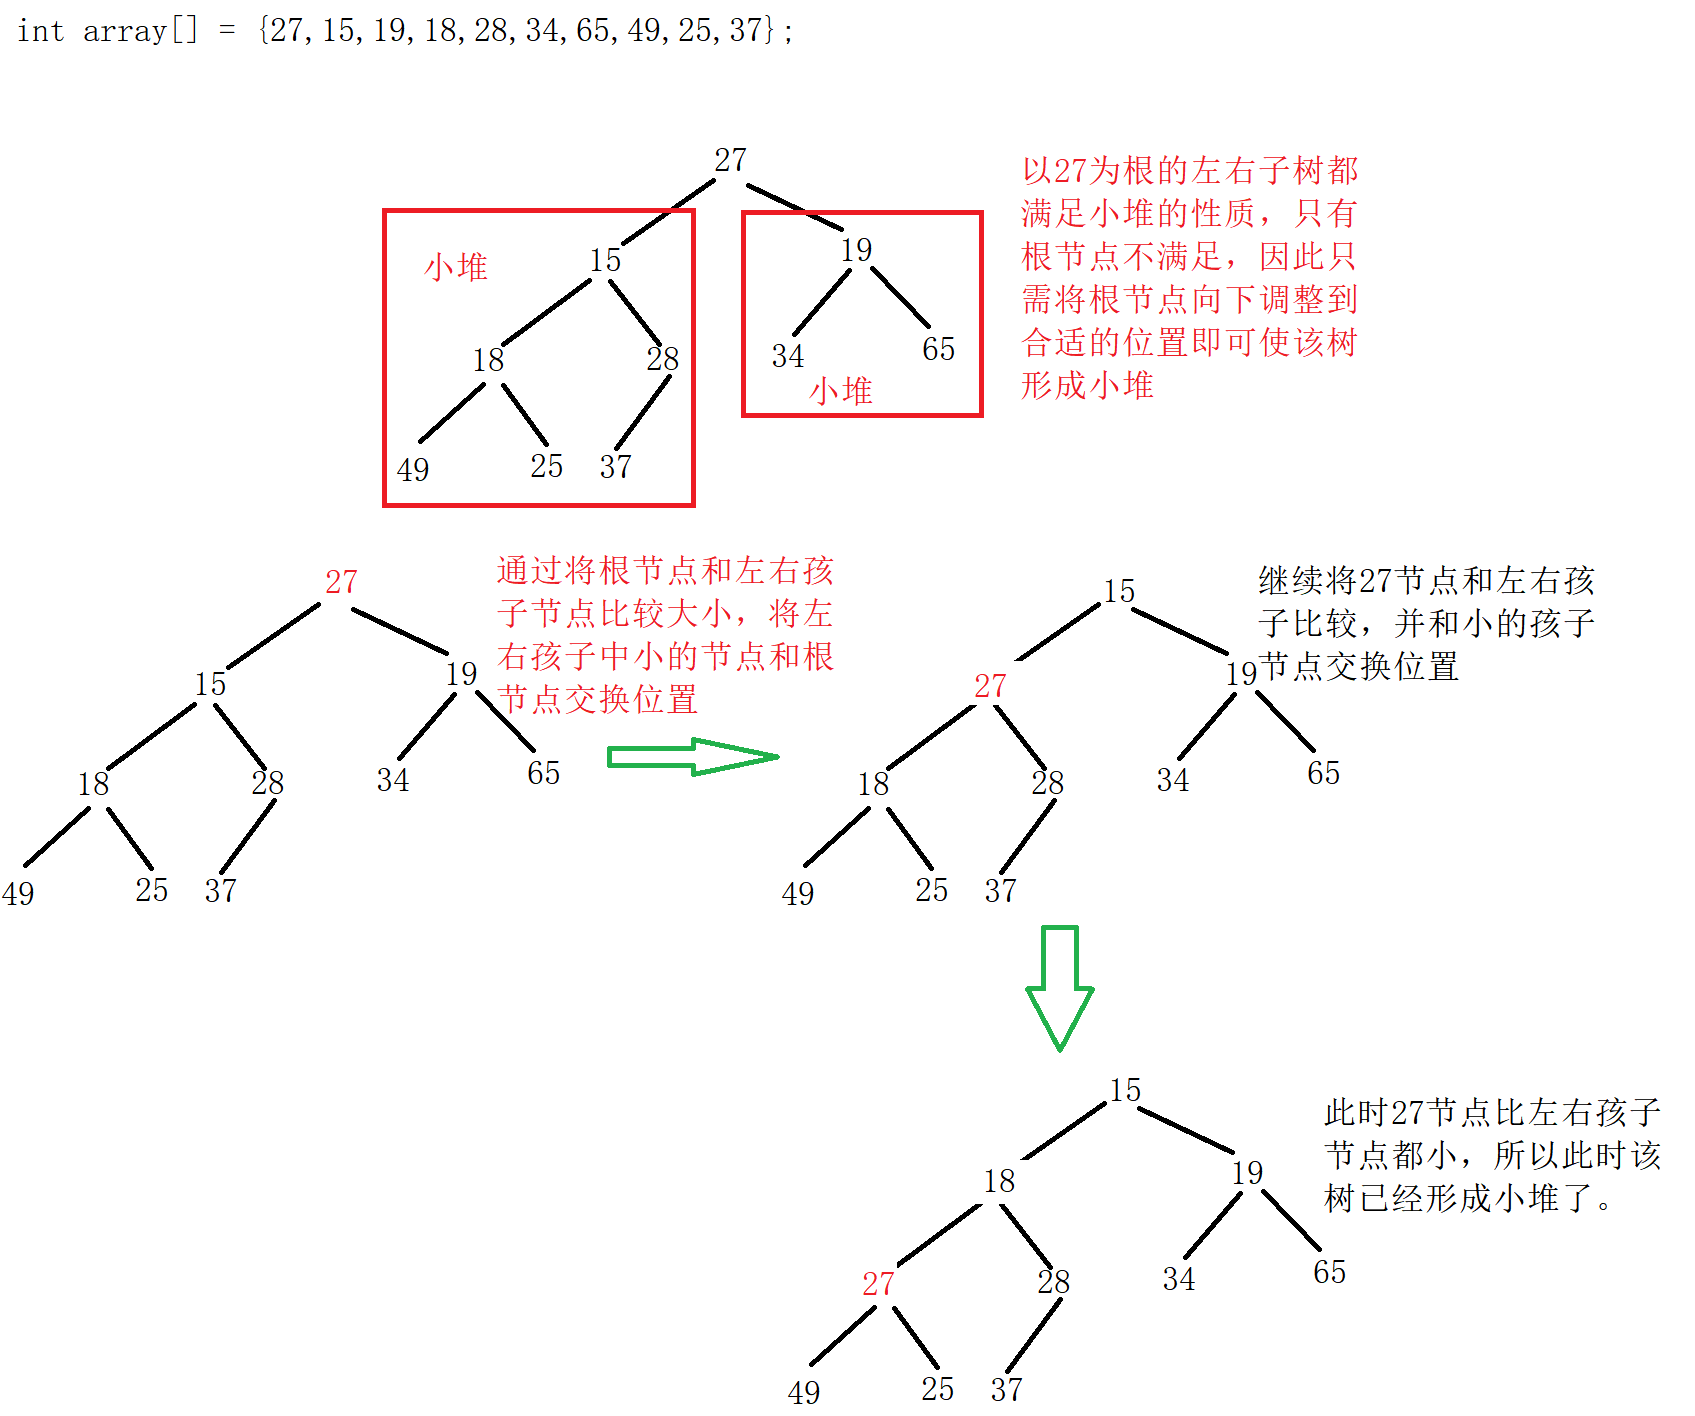 int array[] = {27,15,19,18,28,34,65,49,25,37};
27
以27为根的左右子树都
满足小堆的性质，只有
根节点不满足，因此只
需将根节点向下调整到
合适的位置即可使该树
形成小堆
小堆
15
19
18
28
34
65
小堆
49
25
37
27
通过将根节点和左右孩
子节点比较大小，将左
右孩子中小的节点和根
节点交换位置
15
19
18
28
34
65
49
25
37
15
继续将27节点和左右孩
子比较，并和小的孩子
节点交换位置
27
19
18
28
34
65
49
25
37
15
此时27节点比左右孩子
节点都小，所以此时该
树已经形成小堆了。
18
19
27
28
34
65
49
25
37